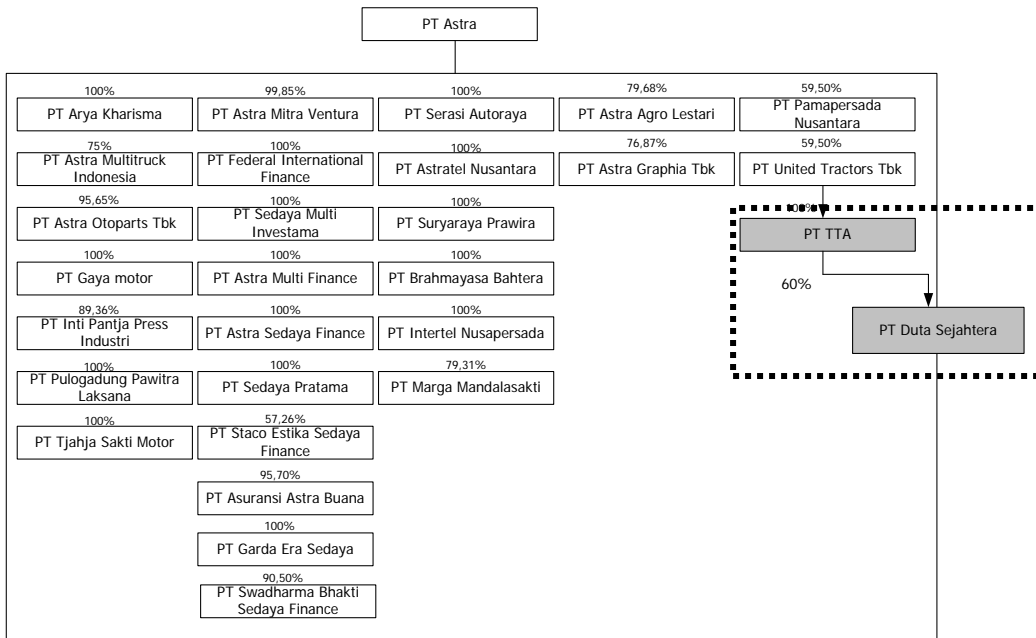 PT Astra
100%
PT Arya Kharisma
99,85%
PT Astra Mitra Ventura
100%
PT Serasi Autoraya
79,68%
PT Astra Agro Lestari
59,50%
PT Pamapersada
Nusantara
75%
PT Astra Multitruck
Indonesia
100%
PT Federal International
Finance
100%
PT Astratel Nusantara
76,87%
PT Astra Graphia Tbk
59,50%
PT United Tractors Tbk
95,65%
PT Astra Otoparts Tbk
100%
PT Sedaya Multi
Investama
100%
PT Suryaraya Prawira
100%
PT TTA
100%
PT Gaya motor
100%
PT Astra Multi Finance
100%
PT Brahmayasa Bahtera
60%
89,36%
PT Inti Pantja Press
Industri
100%
PT Astra Sedaya Finance
100%
PT Intertel Nusapersada
PT Duta Sejahtera
100%
PT Pulogadung Pawitra
Laksana
100%
PT Sedaya Pratama
79,31%
PT Marga Mandalasakti
100%
PT Tjahja Sakti Motor
57,26%
PT Staco Estika Sedaya
Finance
95,70%
PT Asuransi Astra Buana
100%
PT Garda Era Sedaya
90,50%
PT Swadharma Bhakti
Sedaya Finance